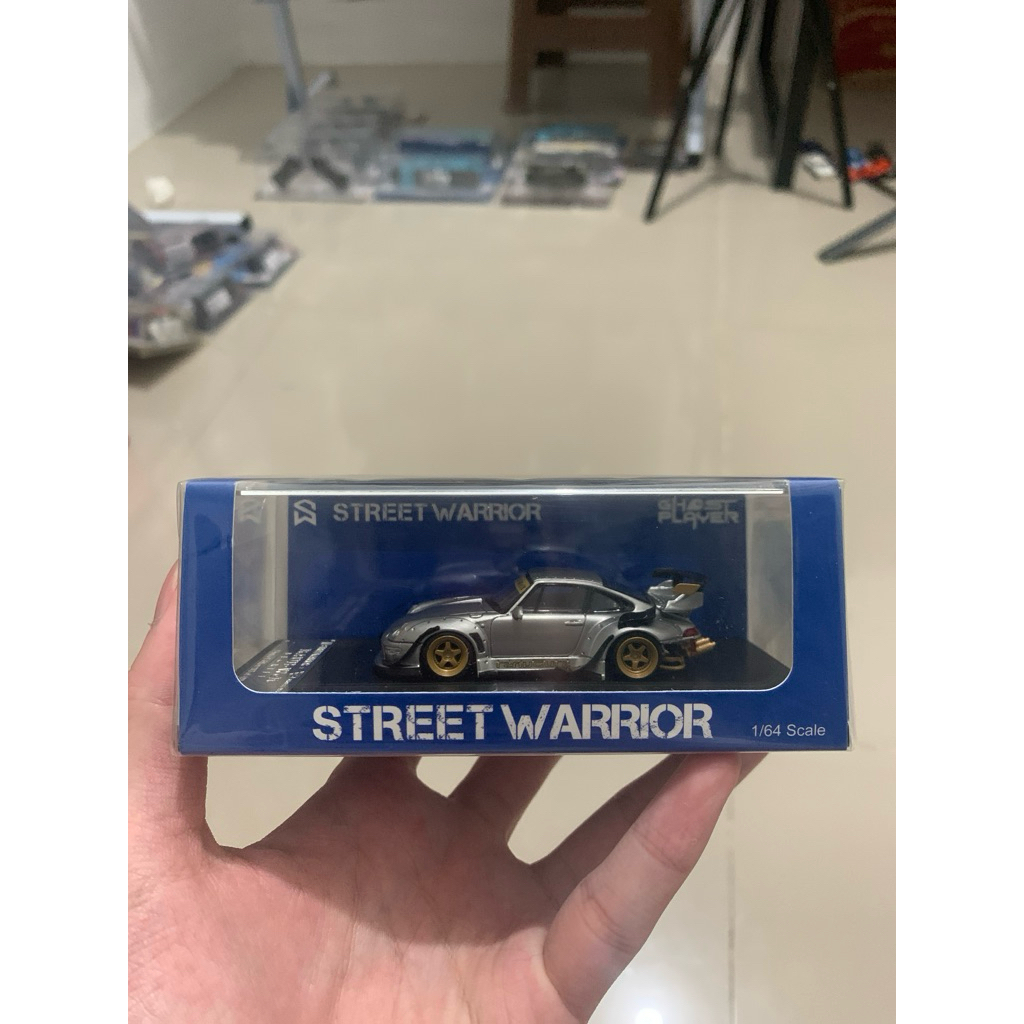 STREET WARRIOR
GHOST
PLAYER
STREET WARRIOR
1/64 Scale